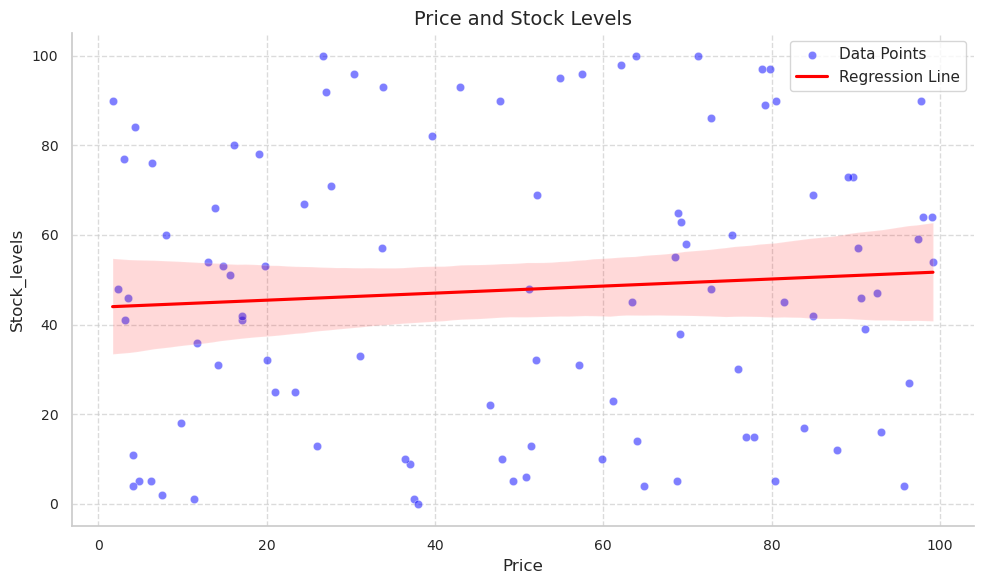 Price and Stock Levels
Data Points
Regression Line
100
80
60
40
20
0
Stock_levels
0 20 40 60 80 100
Price